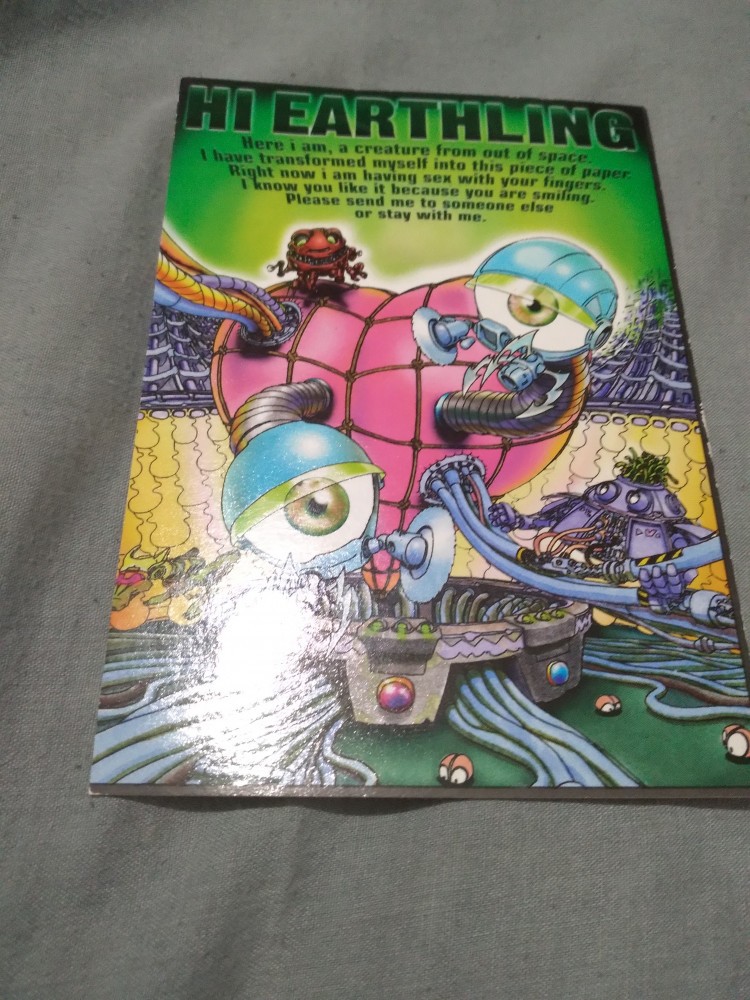 HI EARTHLING
Here i am, a creature from out of space.
I have transformed myself into this piece of paper.
Right now i am having sex with your fingers.
I know you like it because you are smiling.
Please send me to someone else
or stay with me.